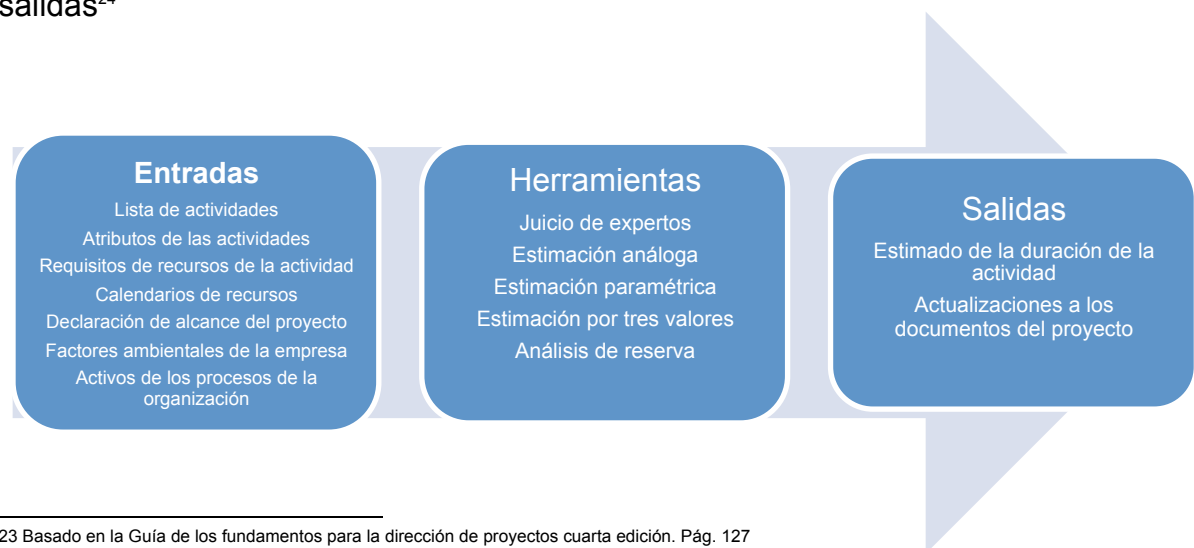 salidas24
Entradas
Lista de actividades
Atributos de las actividades
Requisitos de recursos de la actividad
Calendarios de recursos
Declaración de alcance del proyecto
Factores ambientales de la empresa
Activos de los procesos de la
organización
Herramientas
Juicio de expertos
Estimación análoga
Estimación paramétrica
Estimación por tres valores
Análisis de reserva
Salidas
Estimado de la duración de la
actividad
Actualizaciones a los
documentos del proyecto
23 Basado en la Guía de los fundamentos para la dirección de proyectos cuarta edición. Pág. 127